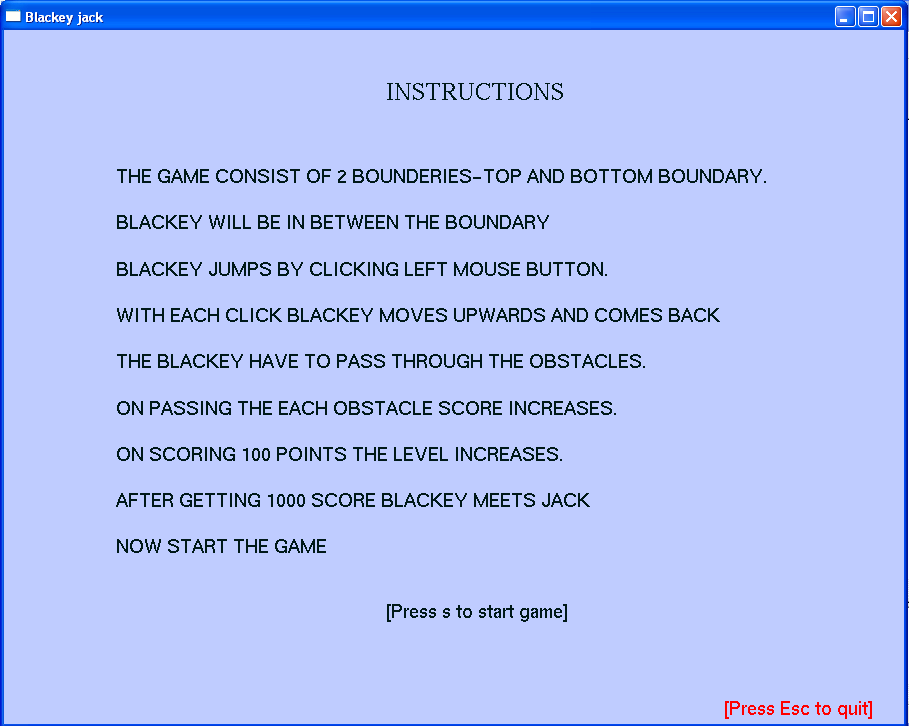 Blackey jack
INSTRUCTIONS
THE GAME CONSIST OF 2 BOUNDERIES-TOP AND BOTTOM BOUNDARY.
BLACKEY WILL BE IN BETWEEN THE BOUNDARY
BLACKEY JUMPS BY CLICKING LEFT MOUSE BUTTON.
WITH EACH CLICK BLACKEY MOVES UPWARDS AND COMES BACK
THE BLACKEY HAVE TO PASS THROUGH THE OBSTACLES.
ON PASSING THE EACH OBSTACLE SCORE INCREASES.
ON SCORING 100 POINTS THE LEVEL INCREASES.
AFTER GETTING 1000 SCORE BLACKEY MEETS JACK
NOW START THE GAME
[Press s to start game]
[Press Esc to quit]